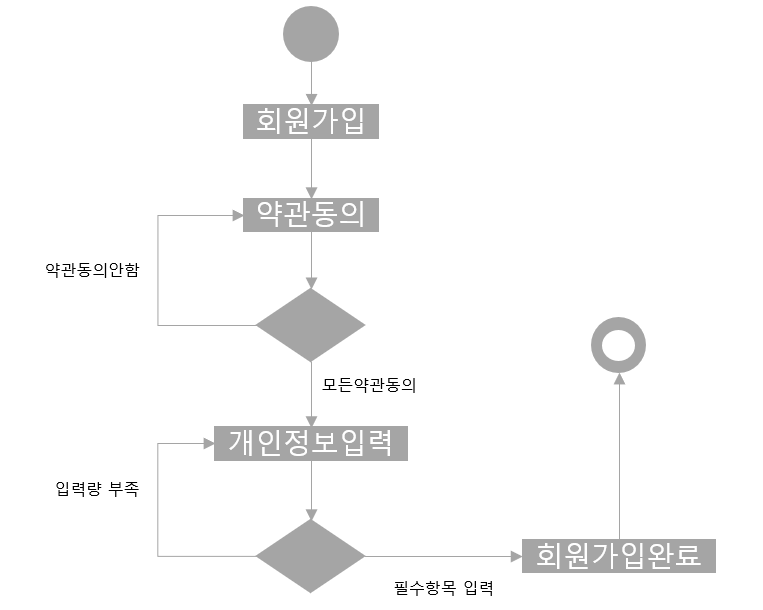 회원가입
약관동의
약관동의안함
모든약관동의
개인정보입력
입력량 부족
회원가입완료
필수항목 입력